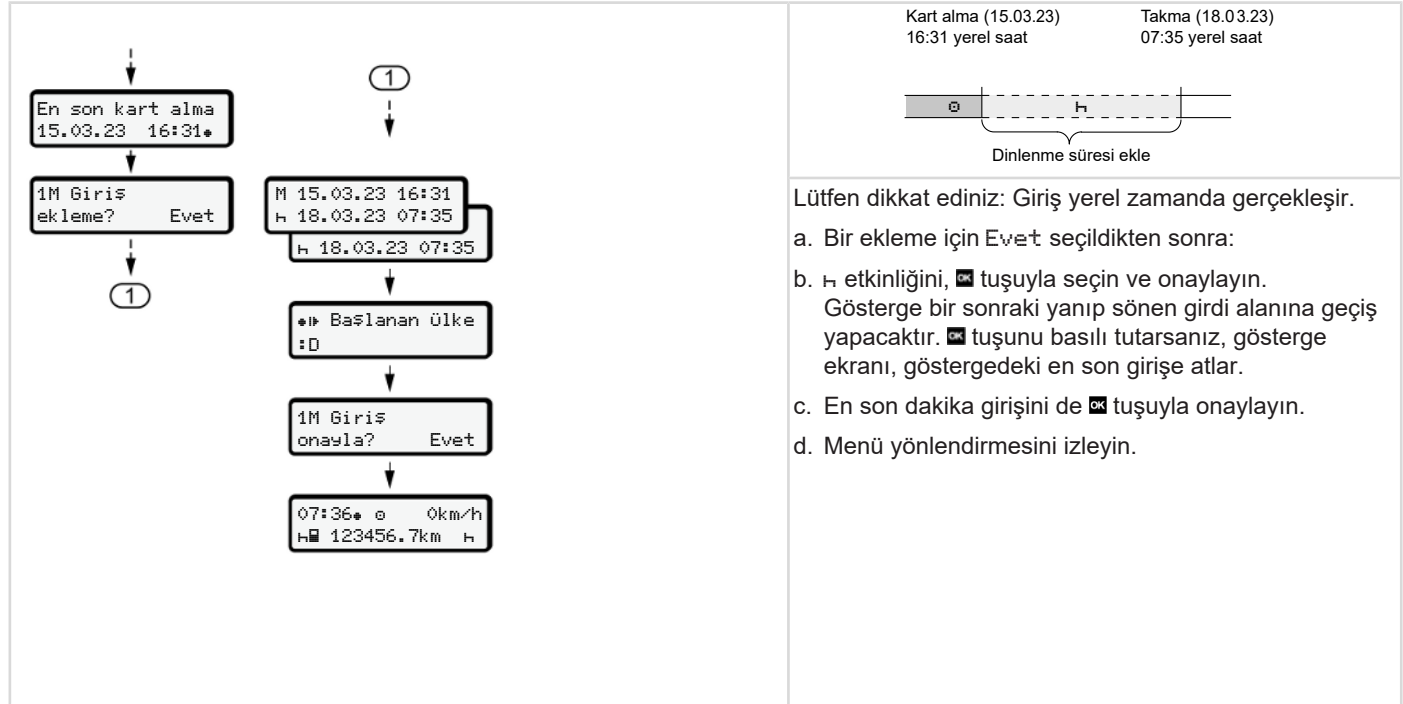 En son kart alma
15.03.23 16:31
1M Giriş
ekleme? Evet
1
1
M 15.03.23 16:31
h 18.03.23 07:35
h 18.03.23 07:35
Başlanan ülke
:D
1M Giriş
onayla? Evet
07:36 0km/h
h 123456.7km h
Kart alma (15.03.23)
16:31 yerel saat
Takma (18.03.23)
07:35 yerel saat
h
Dinlenme süresi ekle
Lütfen dikkat ediniz: Giriş yerel zamanda gerçekleşir.
a. Bir ekleme için Evet seçildikten sonra:
b. h etkinliğini, OK tuşuyla seçin ve onaylayın.
Gösterge bir sonraki yanıp sönen girdi alanına geçiş
yapacaktır. OK tuşunu basılı tutarsanız, gösterge
ekranı, göstergedeki en son girişe atlar.
c. En son dakika girişini de OK tuşuyla onaylayın.
d. Menü yönlendirmesini izleyin.